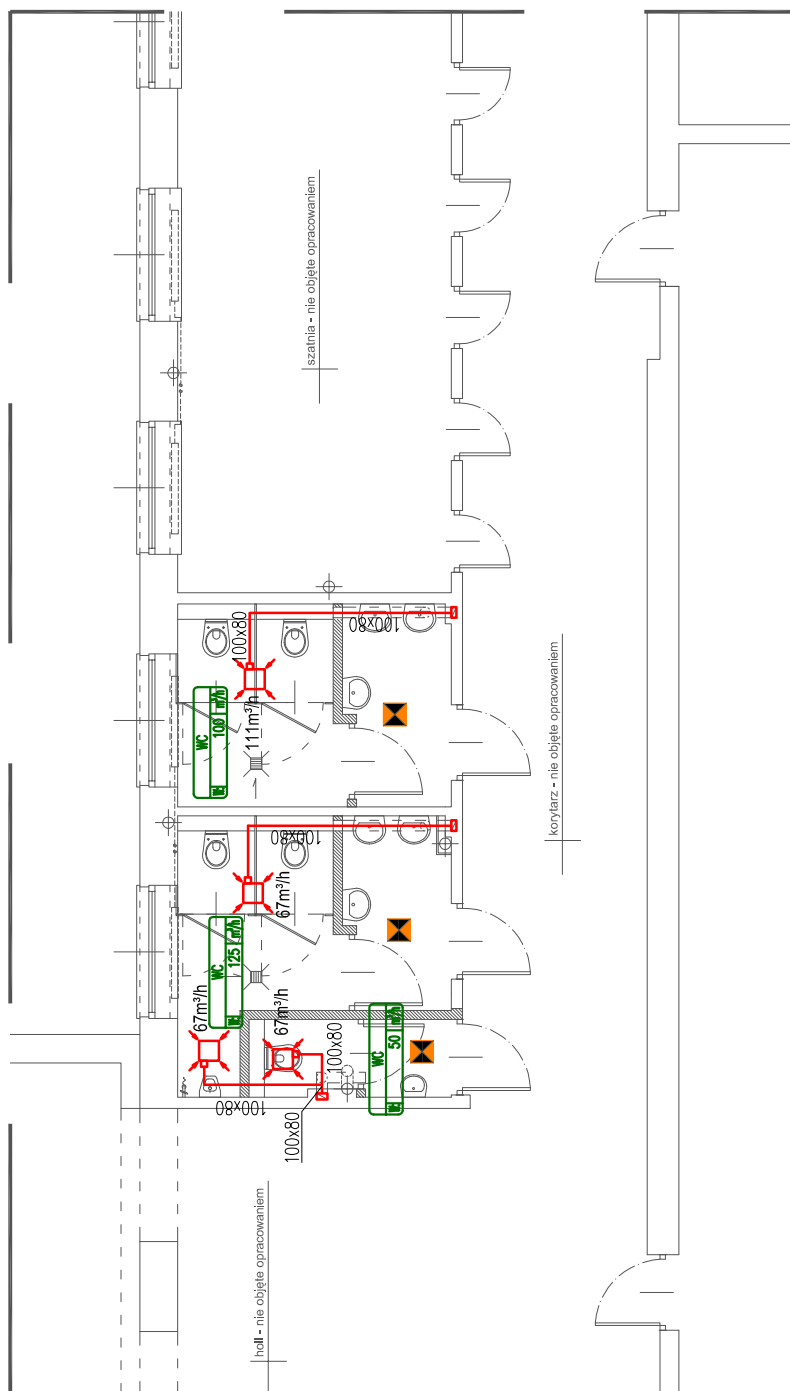 szatnia - nie objęte opracowaniem
100x80
100x80
WC
100 m³/h
111m³/h
korytarz - nie objęte opracowaniem
100x80
67m³/h
WC
125 m³/h
67m³/h
67m³/h
100x80
WC
50 m³/h
100x80
100x80
holl - nie objęte opracowaniem